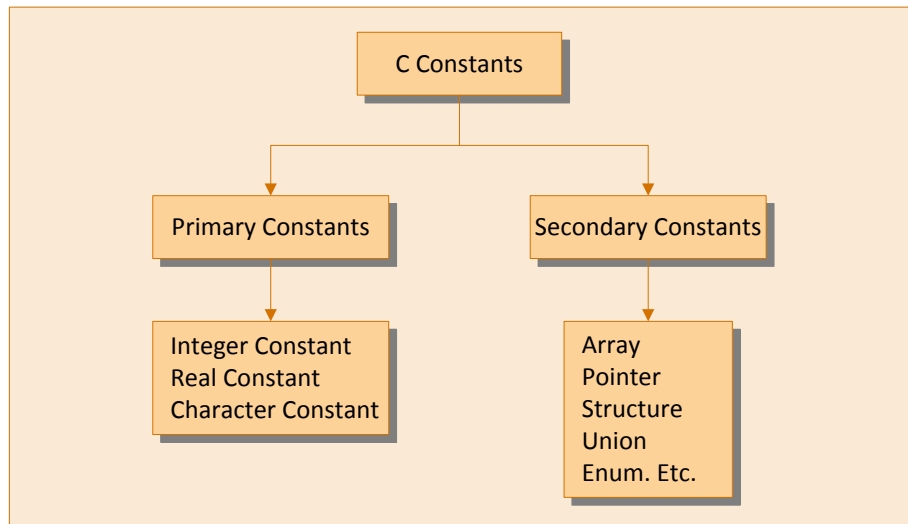 C Constants
Primary Constants
Secondary Constants
Integer Constant
Real Constant
Character Constant
Array
Pointer
Structure
Union
Enum. Etc.